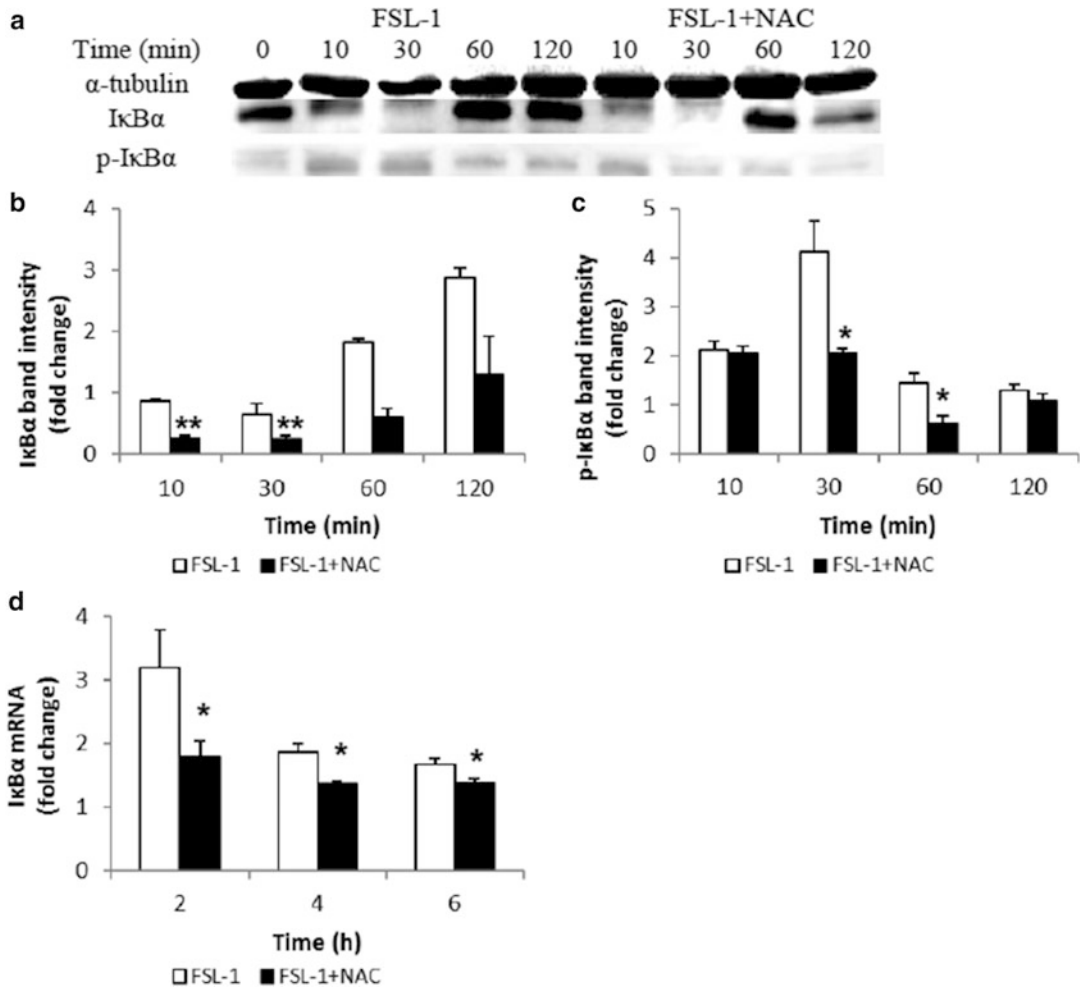 a
FSL-1 FSL-1+NAC
Time (min) 0 10 30 60 120 10 30 60 120
α-tubulin
IκBα
p-IκBα
b
IκBα band intensity
(fold change)
4
3
2
1
0
** **
10 30 60 120
Time (min)
FSL-1 FSL-1+NAC
c
p-IκBα band intensity
(fold change)
5
4
3
2
1
0
* *
10 30 60 120
Time (min)
FSL-1 FSL-1+NAC
d
IκBα mRNA
(fold change)
4
3
2
1
0
* * *
2 4 6
Time (h)
FSL-1 FSL-1+NAC